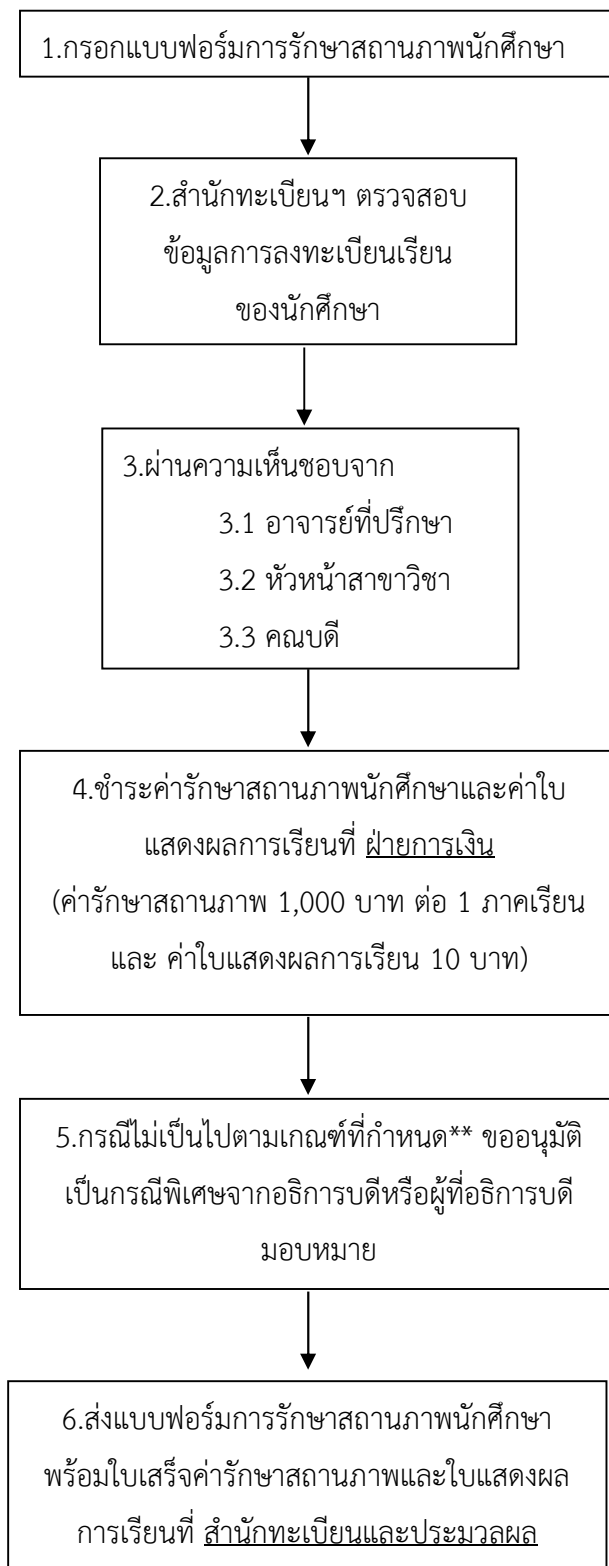 1.กรอกแบบฟอร์มการรักษาสถานภาพนักศึกษา
2.สำนักทะเบียนฯ ตรวจสอบ
ข้อมูลการลงทะเบียนเรียน
ของนักศึกษา
3.ผ่านความเห็นชอบจาก
3.1 อาจารย์ที่ปรึกษา
3.2 หัวหน้าสาขาวิชา
3.3 คณบดี
4.ชำระค่ารักษาสถานภาพนักศึกษาและค่าใบ
แสดงผลการเรียนที่ ฝ่ายการเงิน
(ค่ารักษาสถานภาพ 1,000 บาท ต่อ 1 ภาคเรียน
และ ค่าใบแสดงผลการเรียน 10 บาท)
5.กรณีไม่เป็นไปตามเกณฑ์ที่กำหนด** ขออนุมัติ
เป็นกรณีพิเศษจากอธิการบดีหรือผู้ที่อธิการบดี
มอบหมาย
6.ส่งแบบฟอร์มการรักษาสถานภาพนักศึกษา
พร้อมใบเสร็จค่ารักษาสถานภาพและใบแสดงผล
การเรียนที่ สำนักทะเบียนและประมวลผล